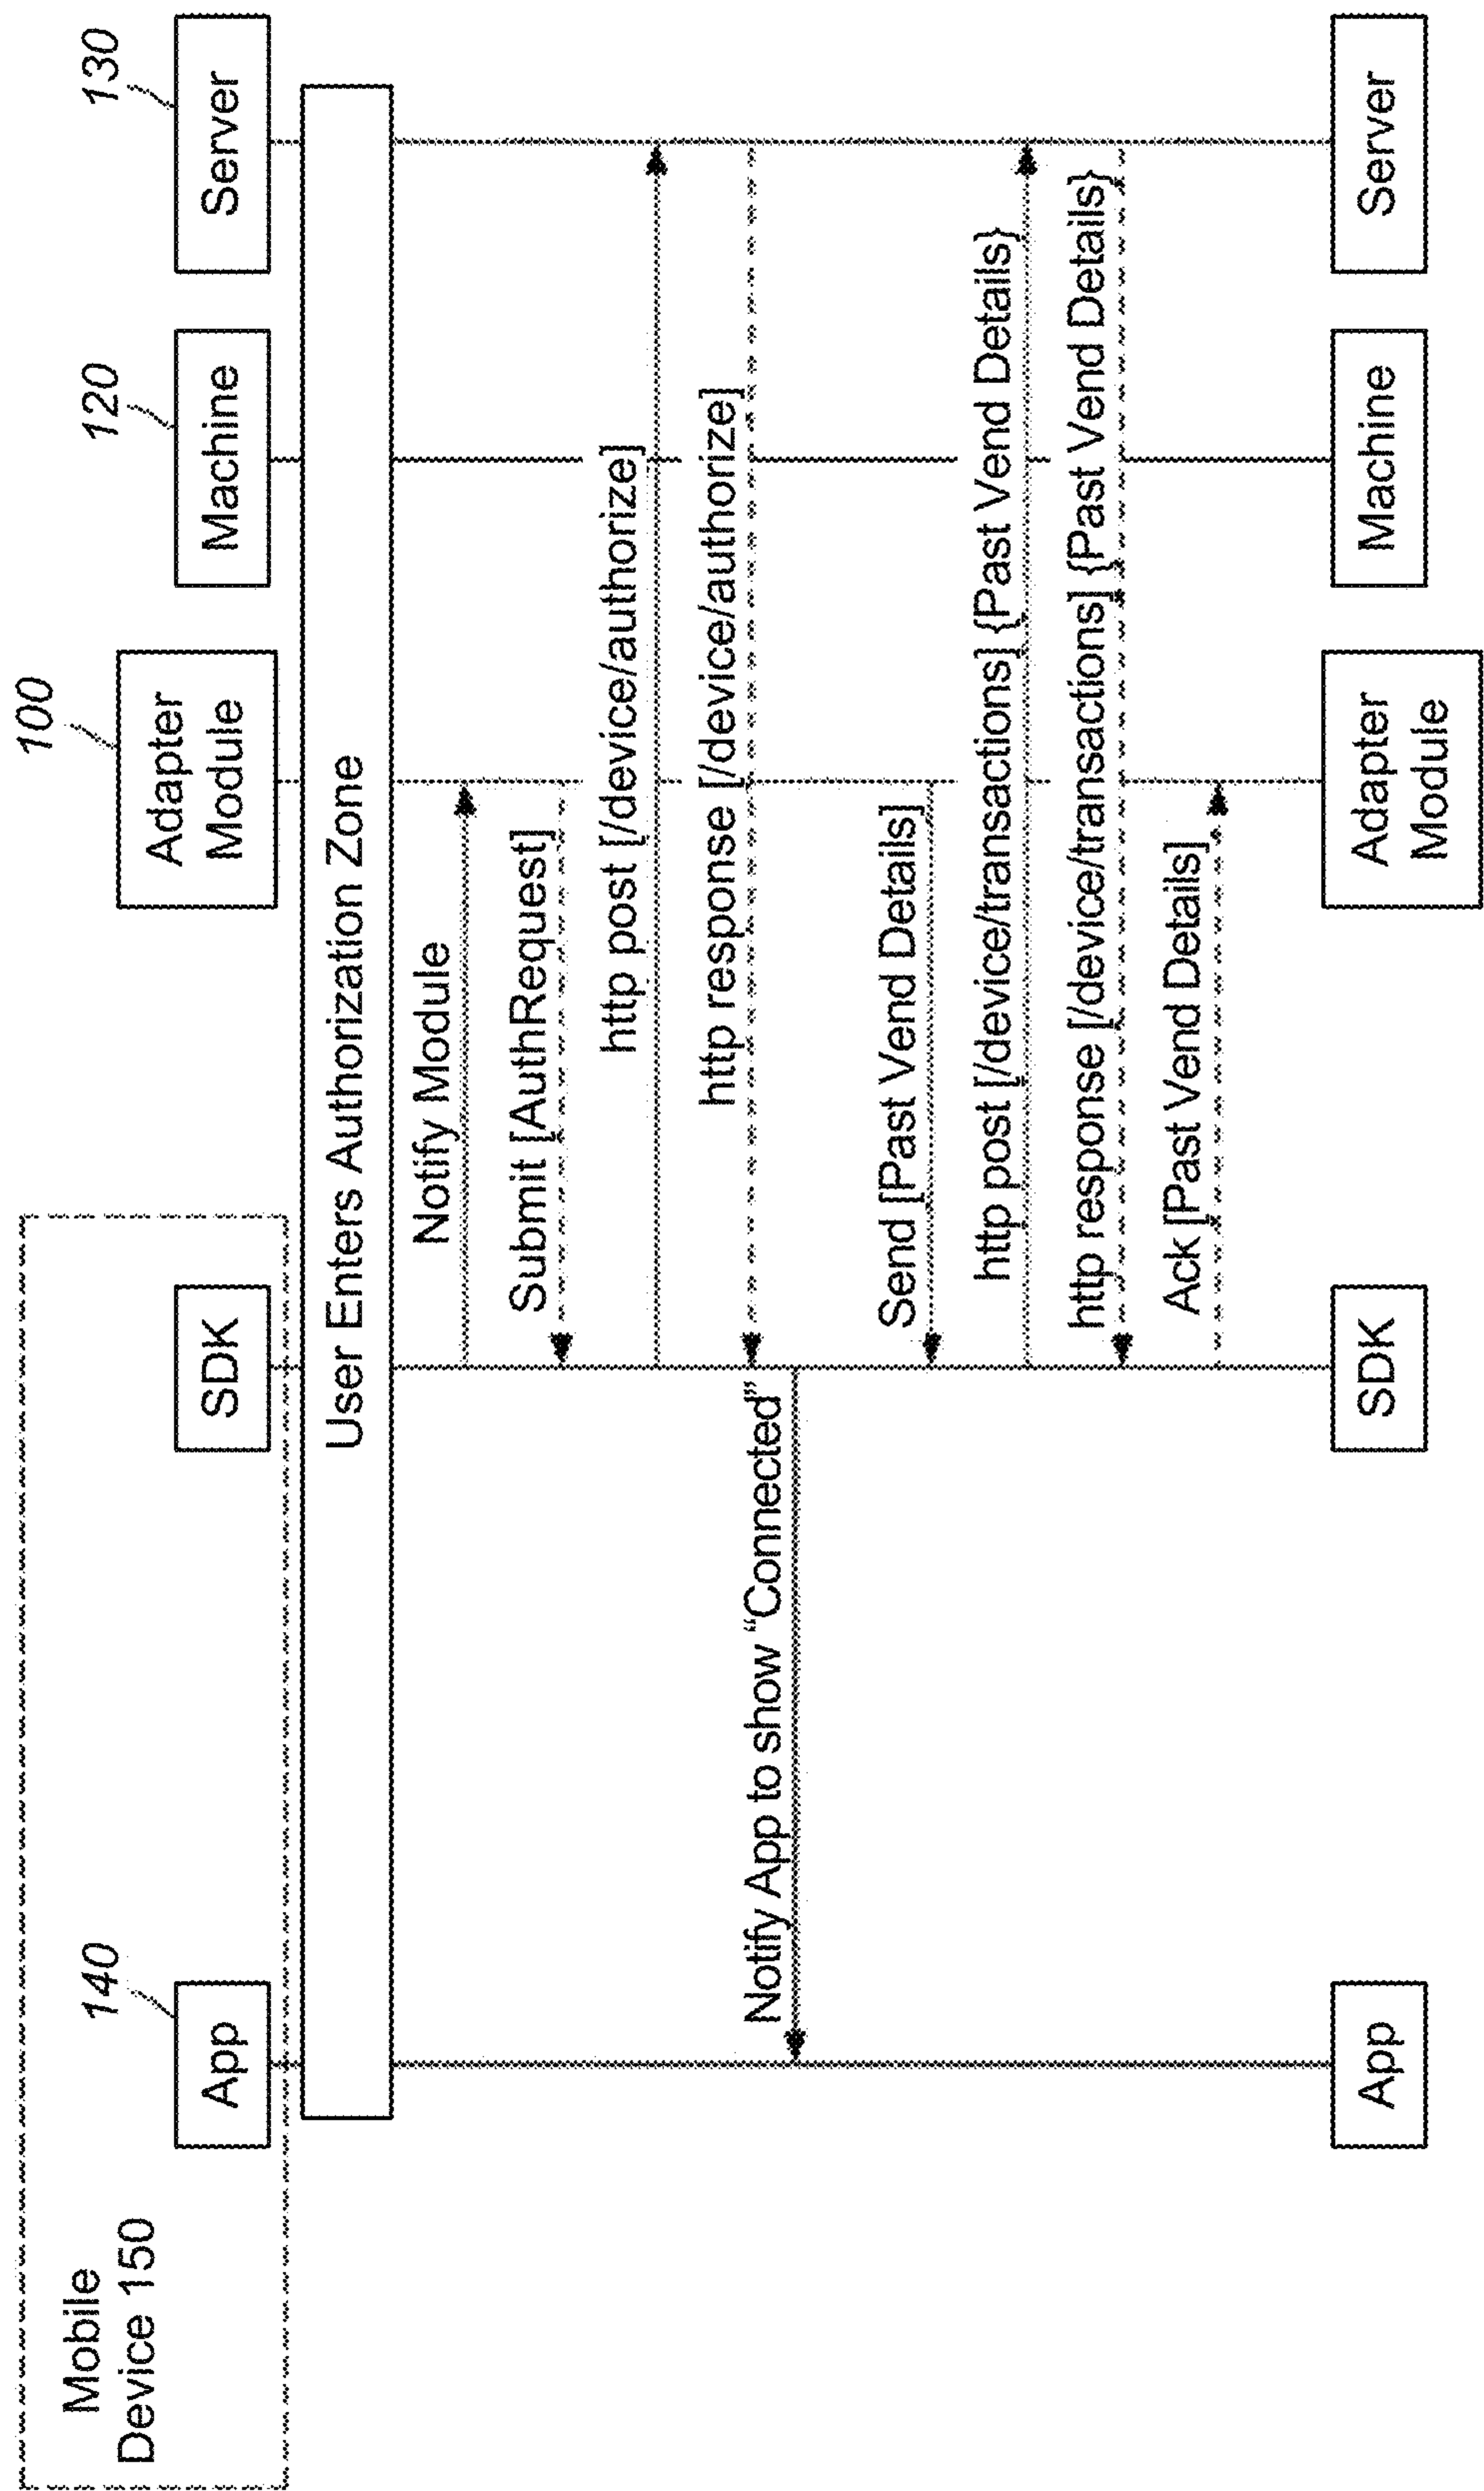 Mobile
Device 150
140
App
SDK
100
Adapter
Module
120
Machine
130
Server
User Enters Authorization Zone
Notify Module
Submit [AuthRequest]
http post [/device/authorize]
http response [/device/authorize]
Notify App to show “Connected”
Send [Past Vend Details]
http post [/device/transactions] {Past Vend Details}
http response [/device/transactions] {Past Vend Details}
Ack [Past Vend Details]
App
SDK
Adapter
Module
Machine
Server